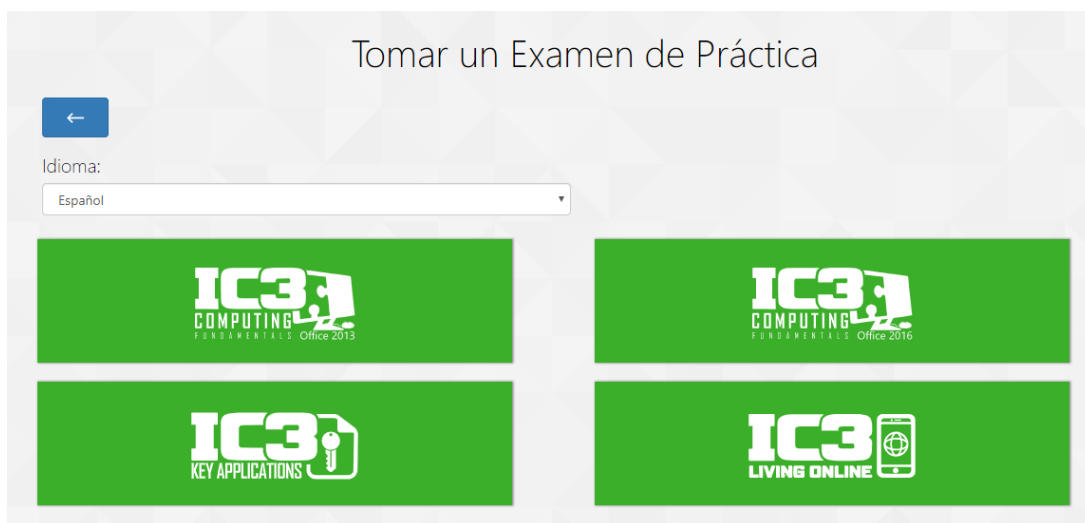 Tomar un Examen de Práctica
←
Idioma:
Español
IC3
COMPUTING
FUNDAMENTALS Office 2013
IC3
COMPUTING
FUNDAMENTALS Office 2016
IC3
KEY APPLICATIONS
IC3
LIVING ONLINE